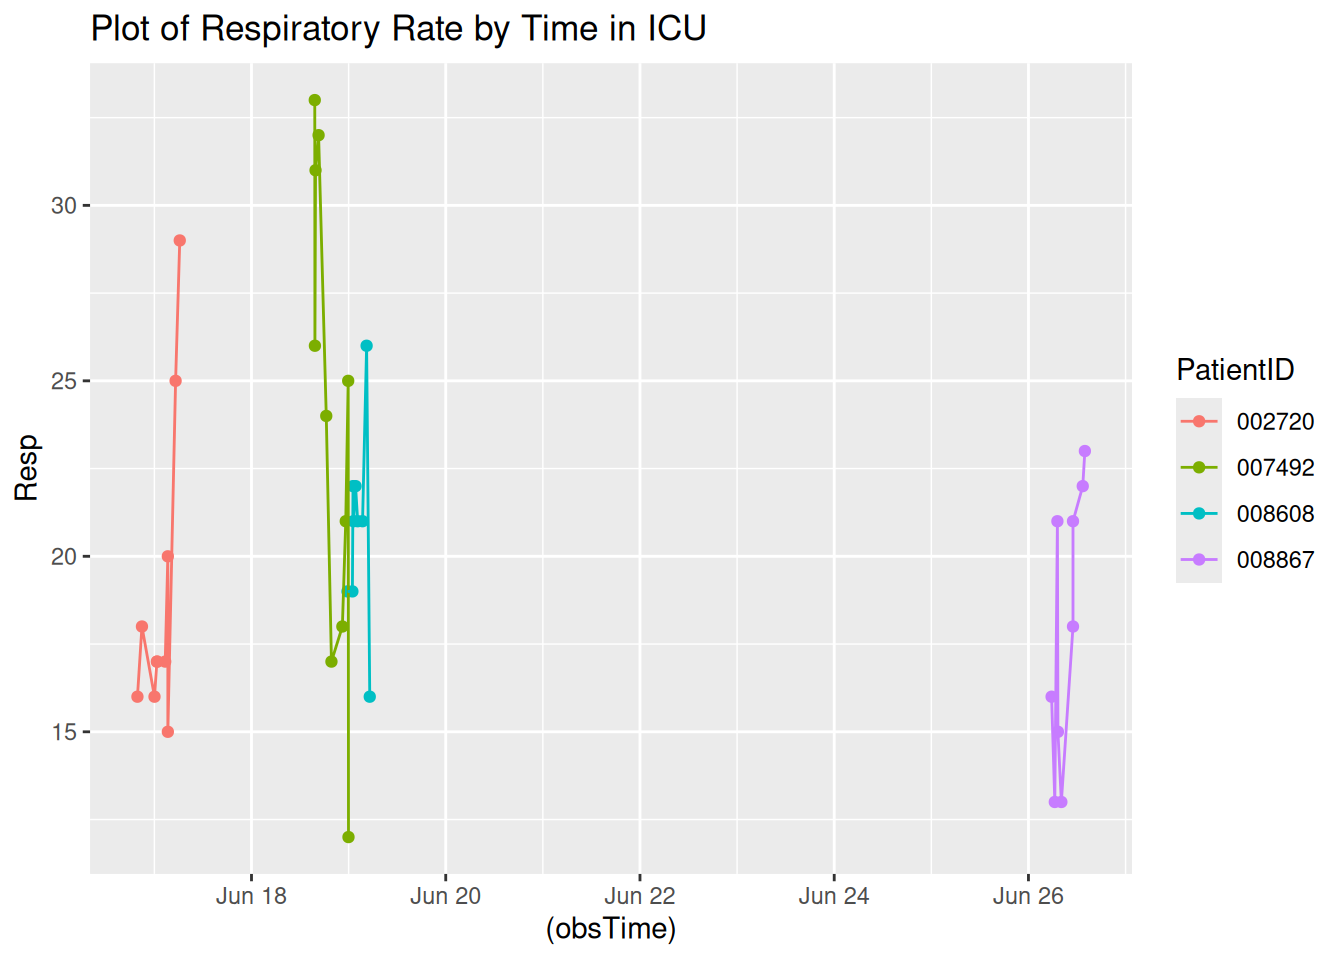 Plot of Respiratory Rate by Time in ICU
Resp
30
25
20
15
Jun 18
Jun 20
Jun 22
Jun 24
Jun 26
(obsTime)
PatientID
002720
007492
008608
008867